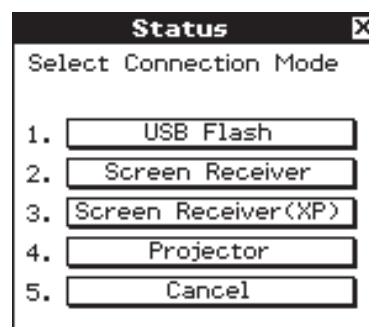 Status X
Select Connection Mode
1. USB Flash
2. Screen Receiver
3. Screen Receiver(XP)
4. Projector
5. Cancel